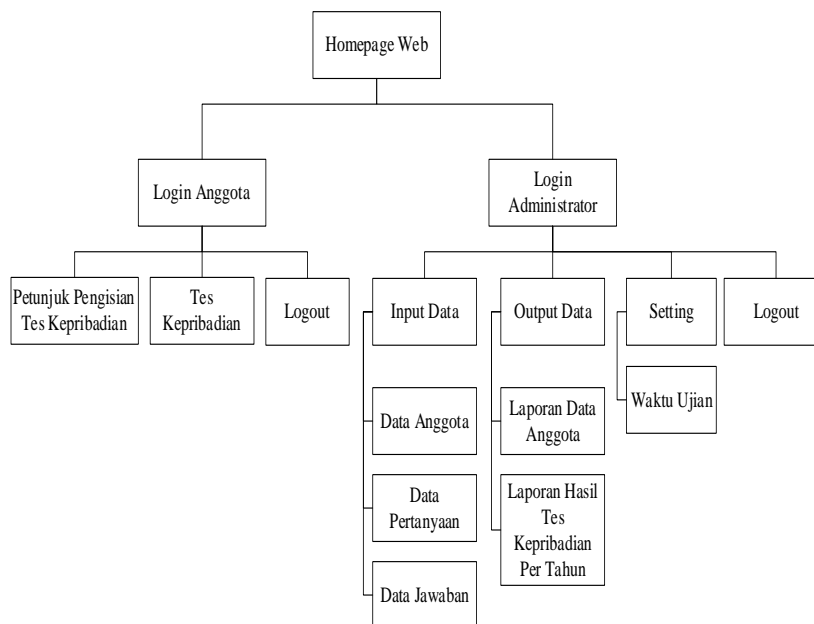 Homepage Web
Login Anggota
Login
Administrator
Petunjuk Pengisian
Tes Kepribadian
Tes
Kepribadian
Logout
Input Data
Output Data
Setting
Logout
Data Anggota
Laporan Data
Anggota
Waktu Ujian
Data
Pertanyaan
Laporan Hasil
Tes
Kepribadian
Per Tahun
Data Jawaban